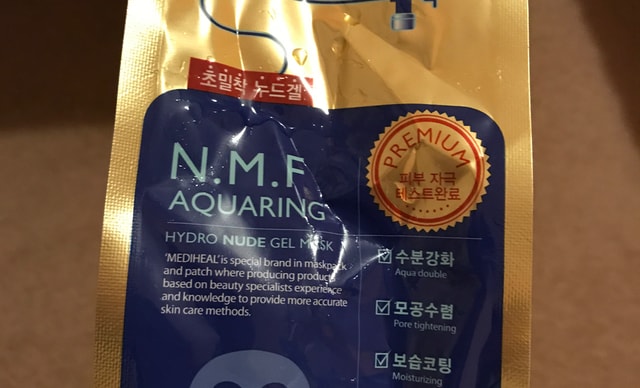 초밀착 누드겔
N.M.F
AQUARING
HYDRO NUDE GEL MASK
'MEDIHEAL' is special brand in maskpack
and patch where producing products
based on beauty specialists experience
and knowledge to provide more accurate
skin care methods.
PREMIUM
피부 자극
테스트완료
수분강화
Aqua double
모공수렴
Pore tightening
보습코팅
Moisturizing